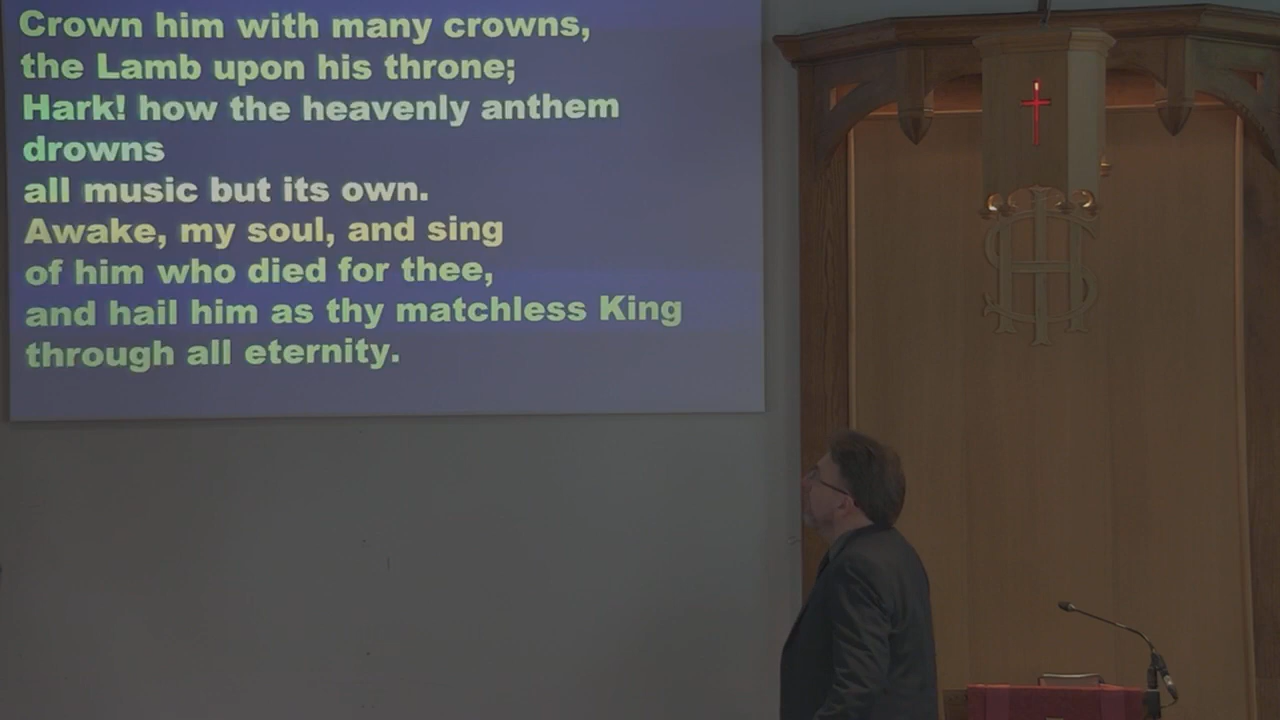 Crown him with many crowns,
the Lamb upon his throne;
Hark! how the heavenly anthem
drowns
all music but its own.
Awake, my soul, and sing
of him who died for thee,
and hail him as thy matchless King
through all eternity.
IHS